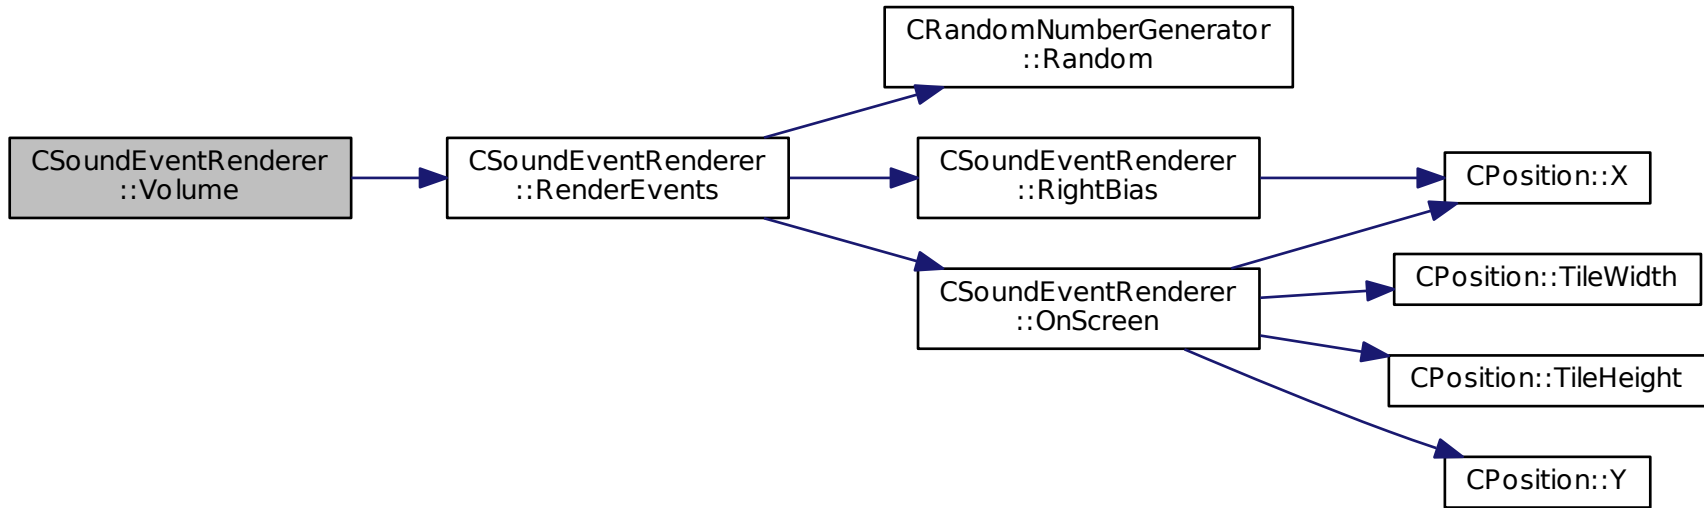 CSoundEventRenderer
::Volume
CSoundEventRenderer
::RenderEvents
CRandomNumberGenerator
::Random
CSoundEventRenderer
::RightBias
CSoundEventRenderer
::OnScreen
CPosition::X
CPosition::TileWidth
CPosition::TileHeight
CPosition::Y